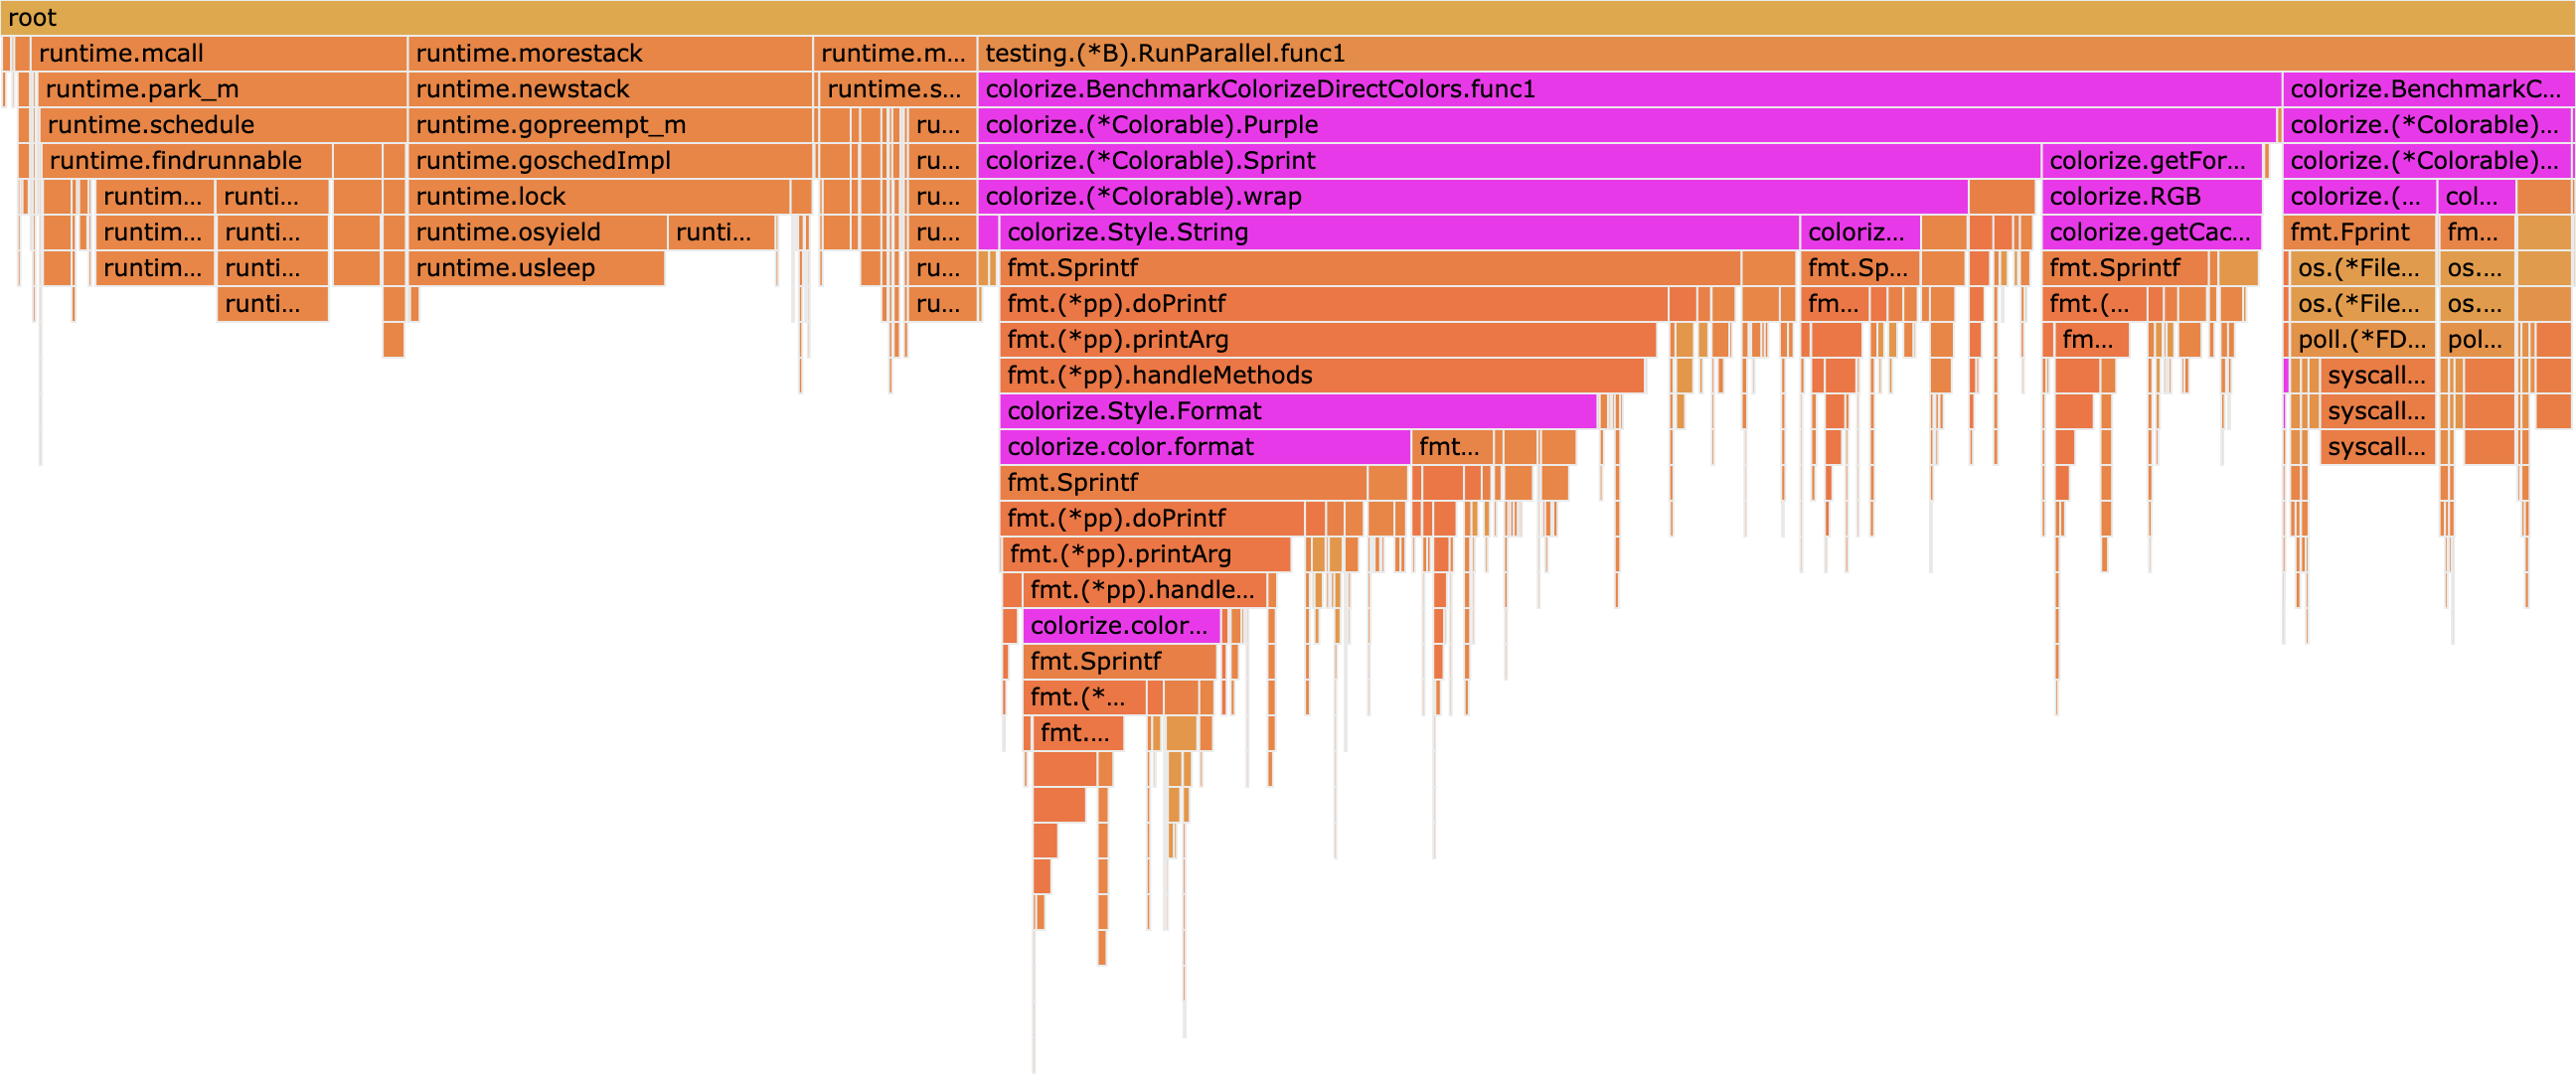 root
runtime.mcall runtime.morestack runtime.m... testing.(*B).RunParallel.func1
runtime.park_m runtime.newstack runtime.s... colorize.BenchmarkColorizeDirectColors.func1 colorize.BenchmarkC...
runtime.schedule runtime.gopreempt_m ru... colorize.(*Colorable).Purple colorize.(*Colorable)...
runtime.findrunnable runtime.goschedImpl ru... colorize.(*Colorable).Sprint colorize.getFor... colorize.(*Colorable)...
runtim... runti... runtime.lock ru... colorize.(*Colorable).wrap colorize.RGB colorize.(... col...
runtim... runti... runtime.osyield runti... ru... colorize.Style.String coloriz... colorize.getCac... fmt.Fprint fm...
runtim... runti... runtime.usleep ru... fmt.Sprintf fmt.Sp... fmt.Sprintf os.(*File... os....
runti... ru... fmt.(*pp).doPrintf fm... fmt.(... os.(*File... os....
fmt.(*pp).printArg fm... poll.(*FD... pol...
fmt.(*pp).handleMethods syscall...
colorize.Style.Format syscall...
colorize.color.format fmt... syscall...
fmt.Sprintf
fmt.(*pp).doPrintf
fmt.(*pp).printArg
fmt.(*pp).handle...
colorize.color...
fmt.Sprintf
fmt.(*...
fmt....